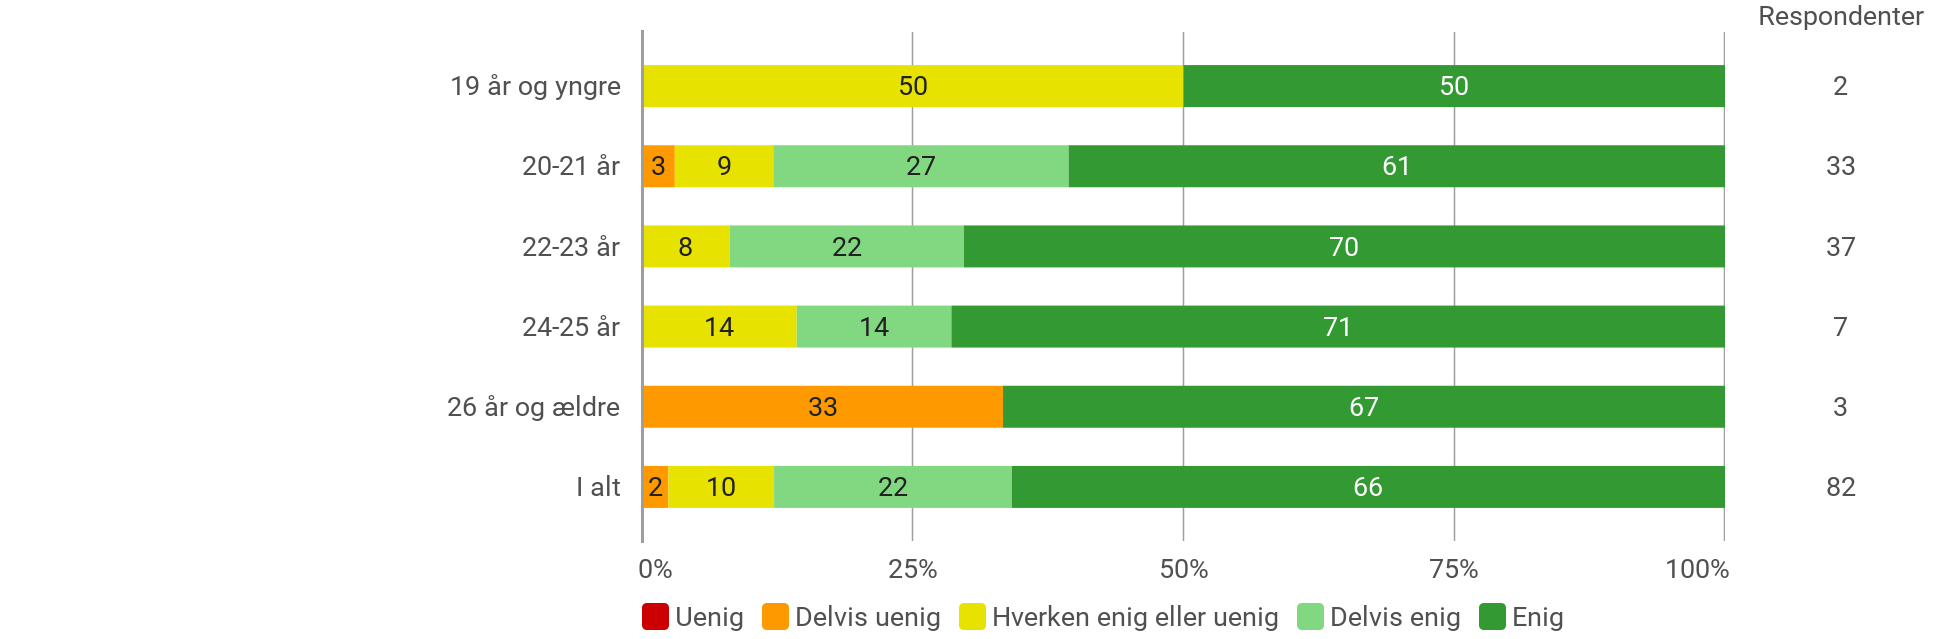 Respondenter
19 år og yngre 50 50 2
20-21 år 3 9 27 61 33
22-23 år 8 22 70 37
24-25 år 14 14 71 7
26 år og ældre 33 67 3
I alt 2 10 22 66 82
0% 25% 50% 75% 100%
Uenig Delvis uenig Hverken enig eller uenig Delvis enig Enig